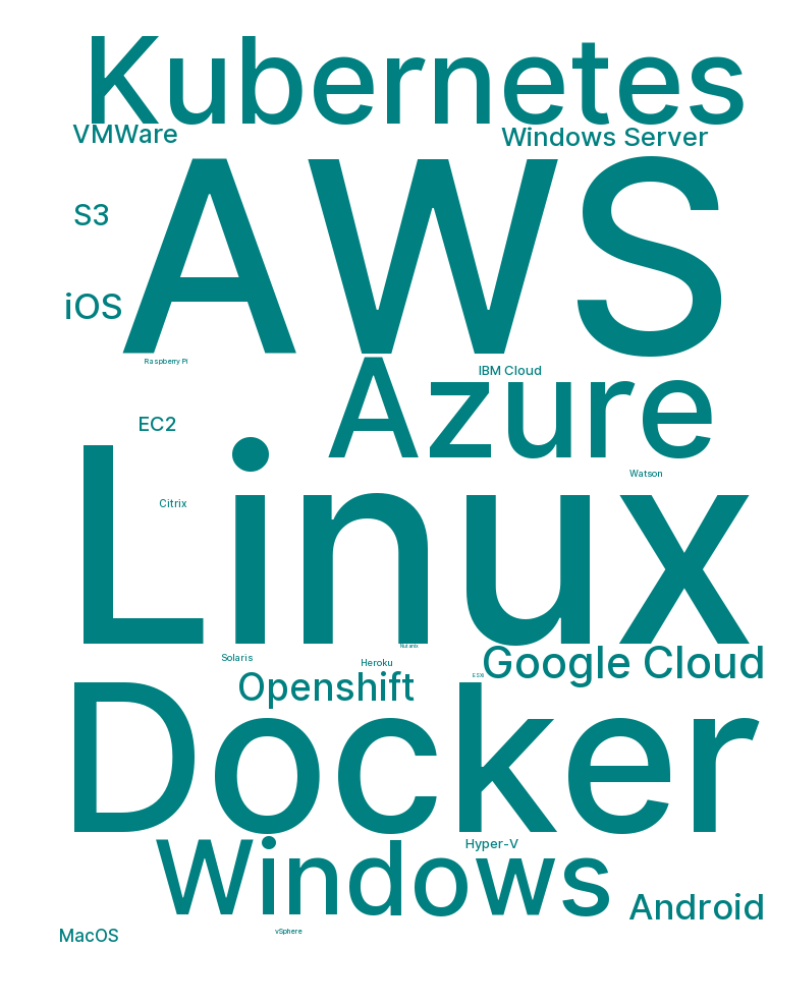 Kubernetes
VMWare
Windows Server
AWS
S3
iOS
Raspberry Pi
IBM Cloud
Azure
EC2
Watson
Linux
Citrix
Solaris
Heroku
Google Cloud
ESXi
Openshift
Docker
Windows
Hyper-V
Android
vSphere
MacOS